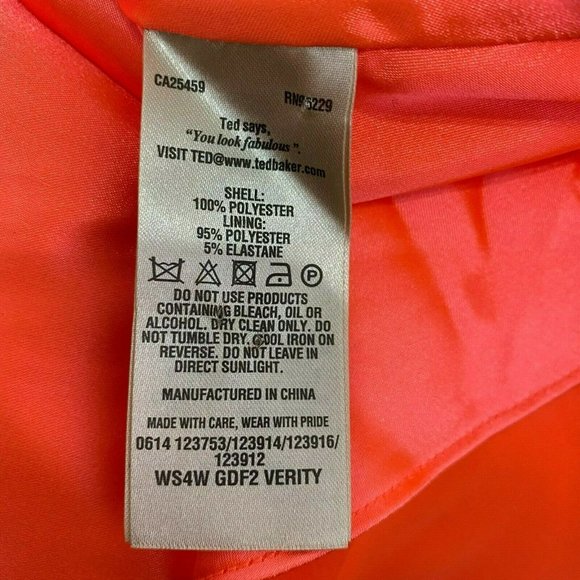 CA25459
RN№ 5229
Ted says,
“You look fabulous”.
VISIT TED@www.tedbaker.com
SHELL:
100% POLYESTER
LINING:
95% POLYESTER
5% ELASTANE
P
DO NOT USE PRODUCTS
CONTAINING BLEACH, OIL OR
ALCOHOL. DRY CLEAN ONLY. DO
NOT TUMBLE DRY. COOL IRON ON
REVERSE. DO NOT LEAVE IN
DIRECT SUNLIGHT.
MANUFACTURED IN CHINA
MADE WITH CARE, WEAR WITH PRIDE
0614 123753/123914/123916/
123912
WS4W GDF2 VERITY